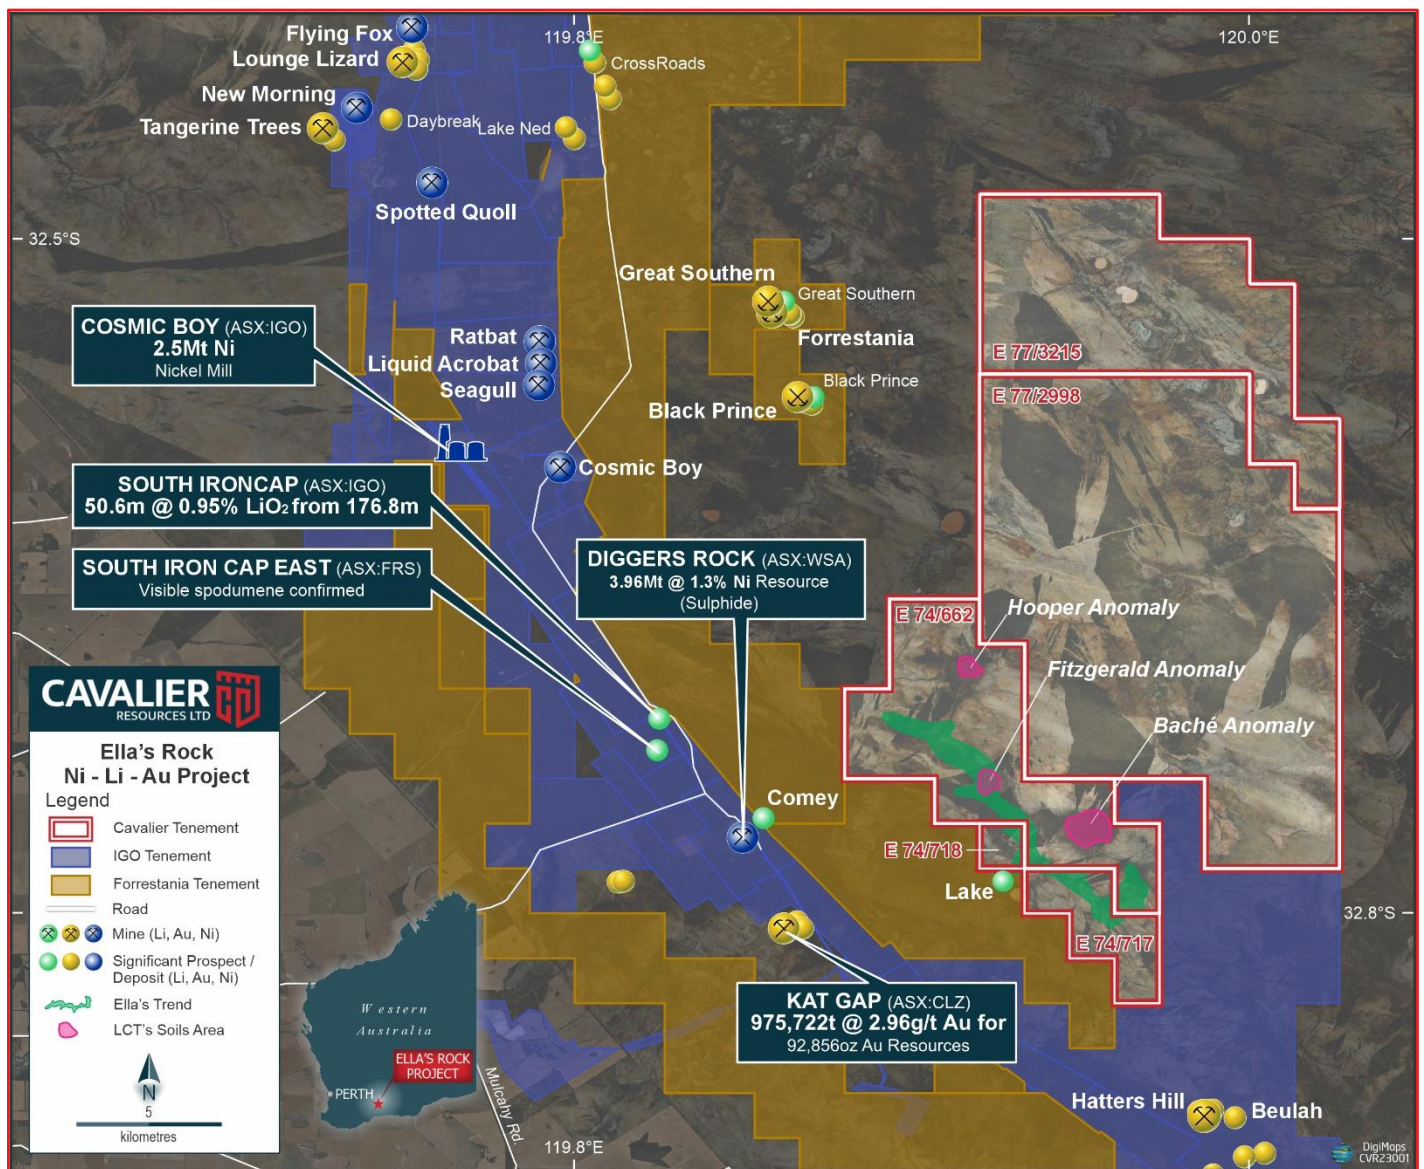 Flying Fox
119.8°E
120.0°E
Lounge Lizard
CrossRoads
New Morning
Tangerine Trees
Daybreak
Lake Ned
Spotted Quoll
32.5°S
Great Southern
Great Southern
Forrestania
COSMIC BOY (ASX:IGO)
2.5Mt Ni
Nickel Mill
Ratbat
Liquid Acrobat
Seagull
E 77/3215
E 77/2998
Black Prince
Black Prince
Cosmic Boy
SOUTH IRONCAP (ASX:IGO)
50.6m @ 0.95% LiO₂ from 176.8m
SOUTH IRON CAP EAST (ASX:FRS)
Visible spodumene confirmed
DIGGERS ROCK (ASX:WSA)
3.96Mt @ 1.3% Ni Resource
(Sulphide)
E 74/662
Hooper Anomaly
Fitzgerald Anomaly
Baché Anomaly
Comey
E 74/718
Lake
32.8°S
E 74/717
KAT GAP (ASX:CLZ)
975,722t @ 2.96g/t Au for
92,856oz Au Resources
Hatters Hill
Beulah
CAVALIER
RESOURCES LTD
Ella's Rock
Ni - Li - Au Project
Legend
Cavalier Tenement
IGO Tenement
Forrestania Tenement
Road
Mine (Li, Au, Ni)
Significant Prospect /
Deposit (Li, Au, Ni)
Ella's Trend
LCT's Soils Area
N
5
kilometres
Western
Australia
PERTH
ELLA'S ROCK
PROJECT
Mulcahy Rd.
119.8°E
DigiMaps
CVR23001